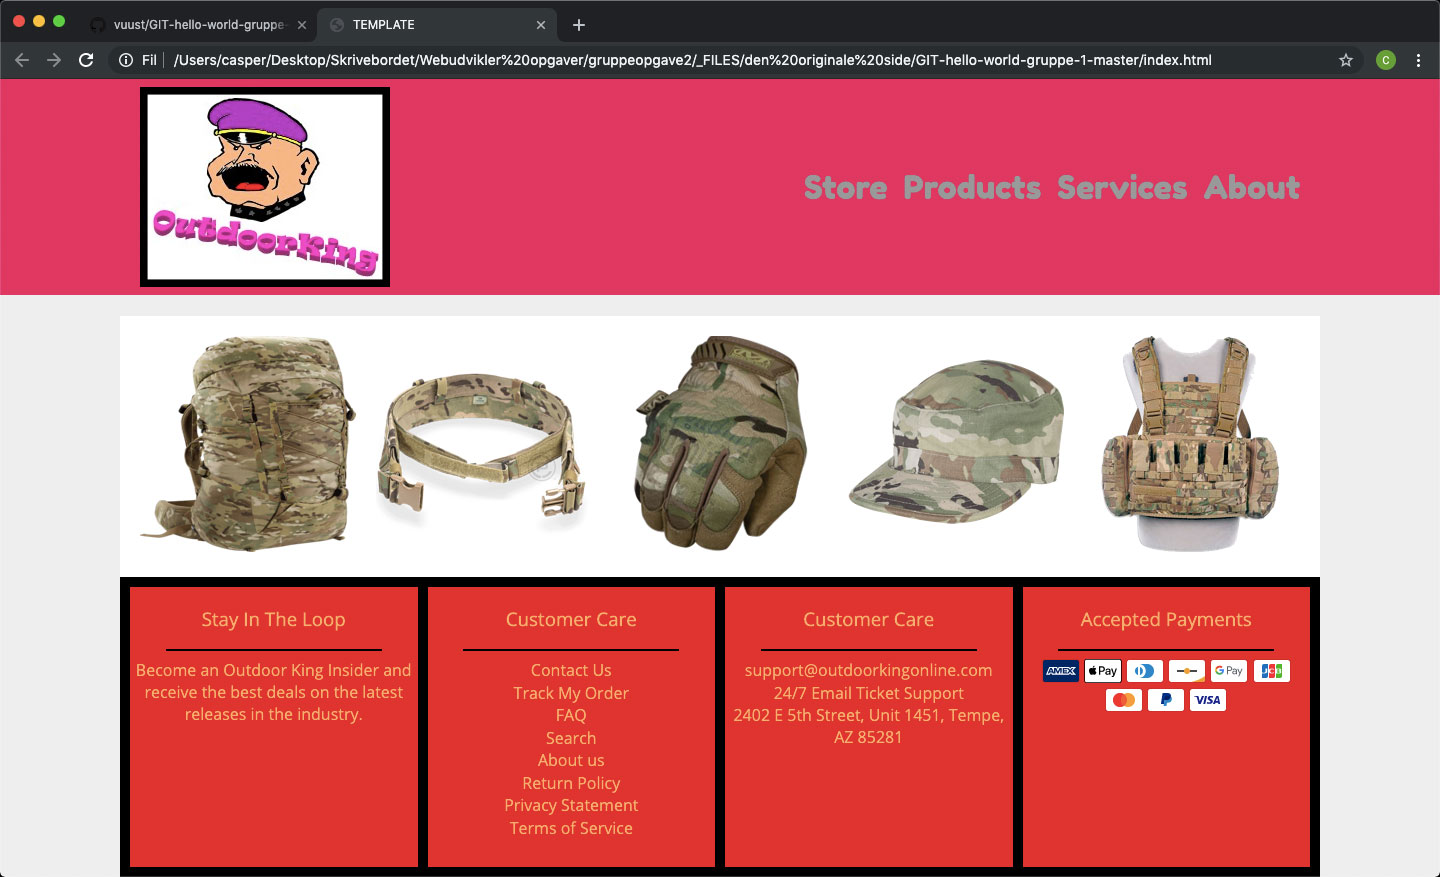 vuust/GIT-hello-world-gruppe-
TEMPLATE
Fil
/Users/casper/Desktop/Skrivebordet/Webudvikler%20opgaver/gruppeopgave2/_FILES/den%20originale%20side/GIT-hello-world-gruppe-1-master/index.html
C
OutdoorKing
Store Products Services About
Stay In The Loop
Become an Outdoor King Insider and
receive the best deals on the latest
releases in the industry.
Customer Care
Contact Us
Track My Order
FAQ
Search
About us
Return Policy
Privacy Statement
Terms of Service
Customer Care
support@outdoorkingonline.com
24/7 Email Ticket Support
2402 E 5th Street, Unit 1451, Tempe,
AZ 85281
Accepted Payments
AMEX Pay G Pay JCB
P VISA